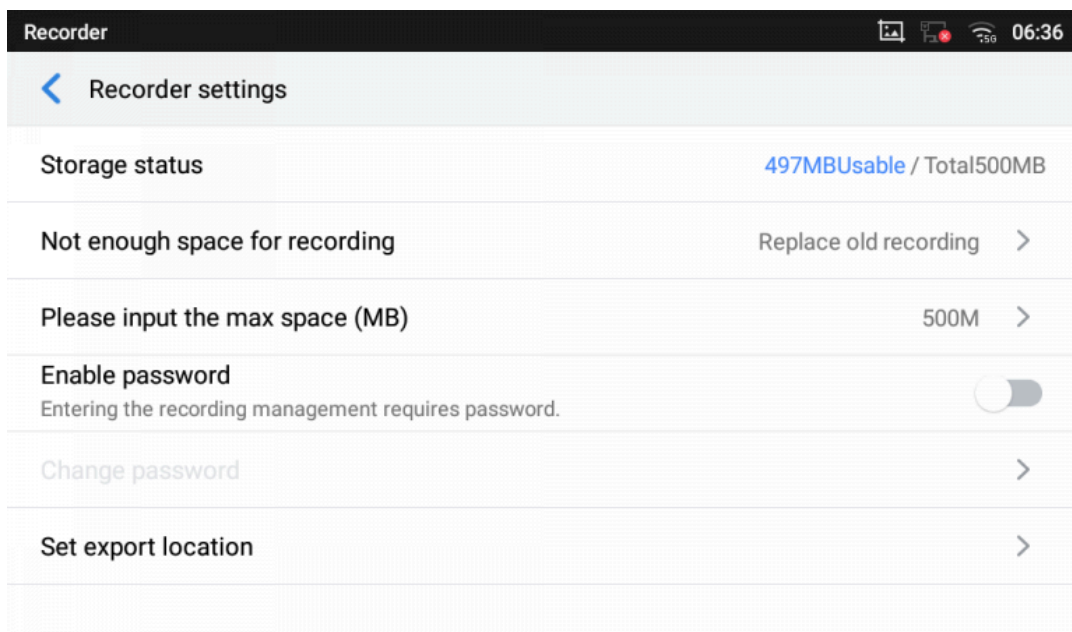 Recorder
5G 06:36
Recorder settings
Storage status 497MBUsable / Total500MB
Not enough space for recording Replace old recording
Please input the max space (MB) 500M
Enable password
Entering the recording management requires password.
Change password
Set export location